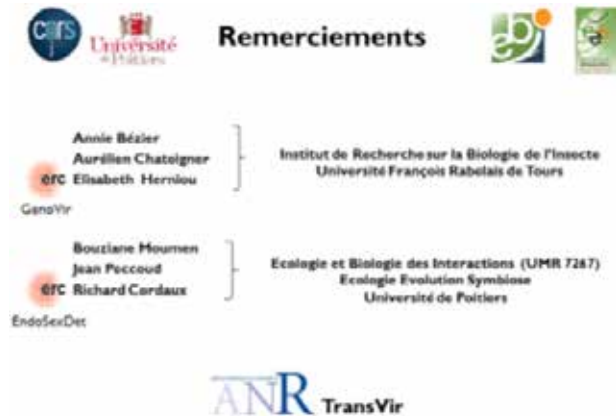 cnrs
Université
de Poitiers
Remerciements
ebi
Annie Bézier
Aurélien Chateigner
erc Elisabeth Herniou
GenoVir
Institut de Recherche sur la Biologie de l'Insecte
Université François Rabelais de Tours
Bouziane Moumen
Jean Peccoud
erc Richard Cordaux
EndoSexDet
Ecologie et Biologie des Interactions (UMR 7267)
Ecologie Evolution Symbiose
Université de Poitiers
ANR TransVir